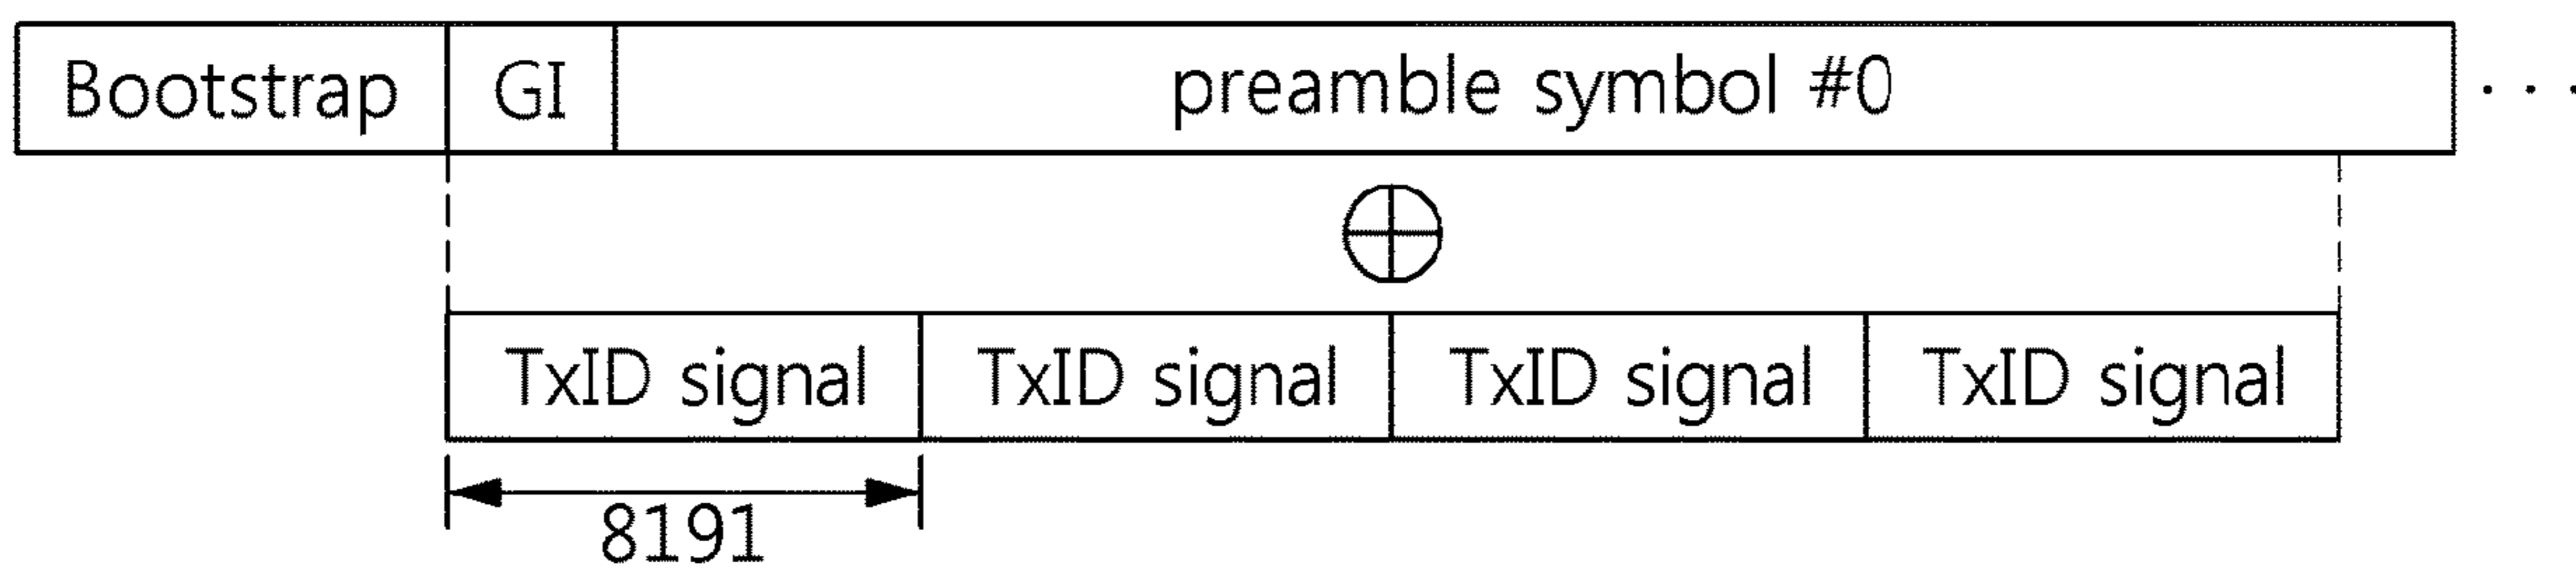 Bootstrap GI preamble symbol #0 ...
TxID signal TxID signal TxID signal TxID signal
8191